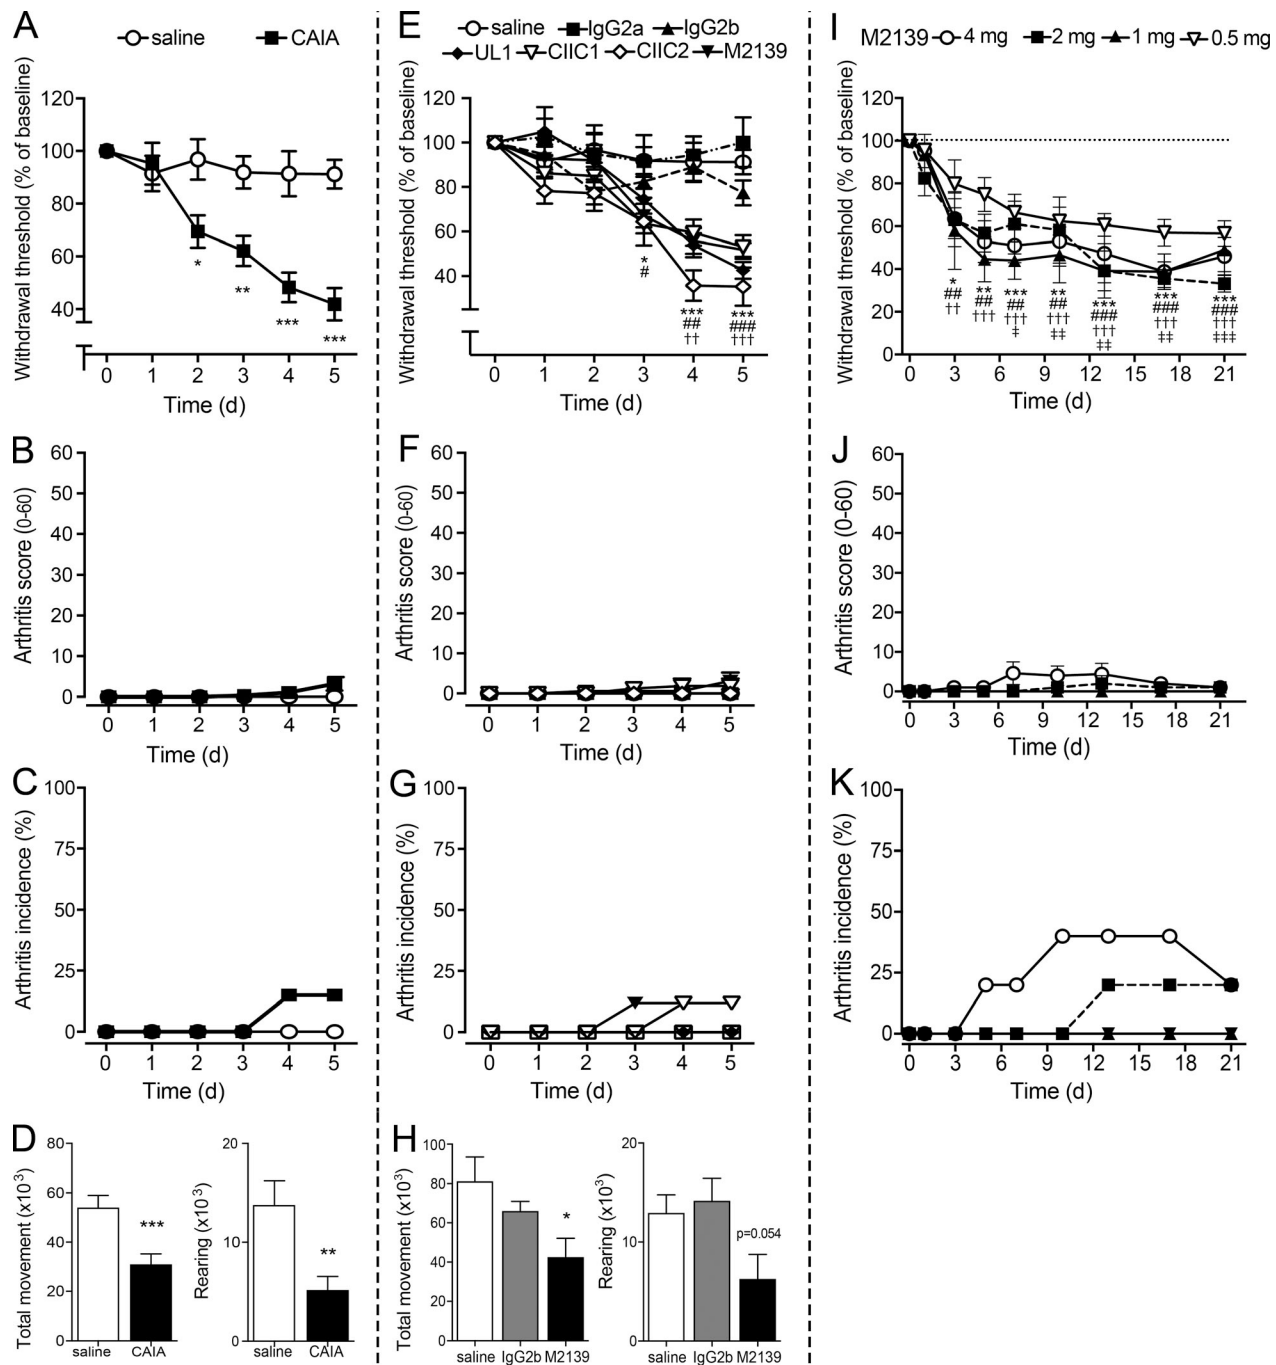 A
saline CAIA
Withdrawal threshold (% of baseline)
120
100
80
60
40
*
**
***
***
0 1 2 3 4 5
Time (d)
B
Arthritis score (0-60)
60
50
40
30
20
10
0
0 1 2 3 4 5
Time (d)
C
Arthritis incidence (%)
100
75
50
25
0
0 1 2 3 4 5
Time (d)
D
Total movement (x10³)
80
60
40
20
0
***
saline CAIA
Rearing (x10³)
20
10
0
**
saline CAIA
E
saline IgG2a IgG2b
UL1 CIIC1 CIIC2 M2139
Withdrawal threshold (% of baseline)
120
100
80
60
40
* 
#
***
##
††
***
###
†††
0 1 2 3 4 5
Time (d)
F
Arthritis score (0-60)
60
50
40
30
20
10
0
0 1 2 3 4 5
Time (d)
G
Arthritis incidence (%)
100
75
50
25
0
0 1 2 3 4 5
Time (d)
H
Total movement (x10³)
100
80
60
40
20
0
*
saline IgG2b M2139
Rearing (x10³)
20
10
0
p=0.054
saline IgG2b M2139
I
M2139 4 mg 2 mg 1 mg 0.5 mg
Withdrawal threshold (% of baseline)
120
100
80
60
40
20
0
*
##
††
**
##
†††
***
##
†††
‡
**
##
†††
‡‡
***
###
†††
‡‡
***
###
†††
‡‡
***
###
†††
‡‡‡
0 3 6 9 12 15 18 21
Time (d)
J
Arthritis score (0-60)
60
50
40
30
20
10
0
0 3 6 9 12 15 18 21
Time (d)
K
Arthritis incidence (%)
100
75
50
25
0
0 3 6 9 12 15 18 21
Time (d)